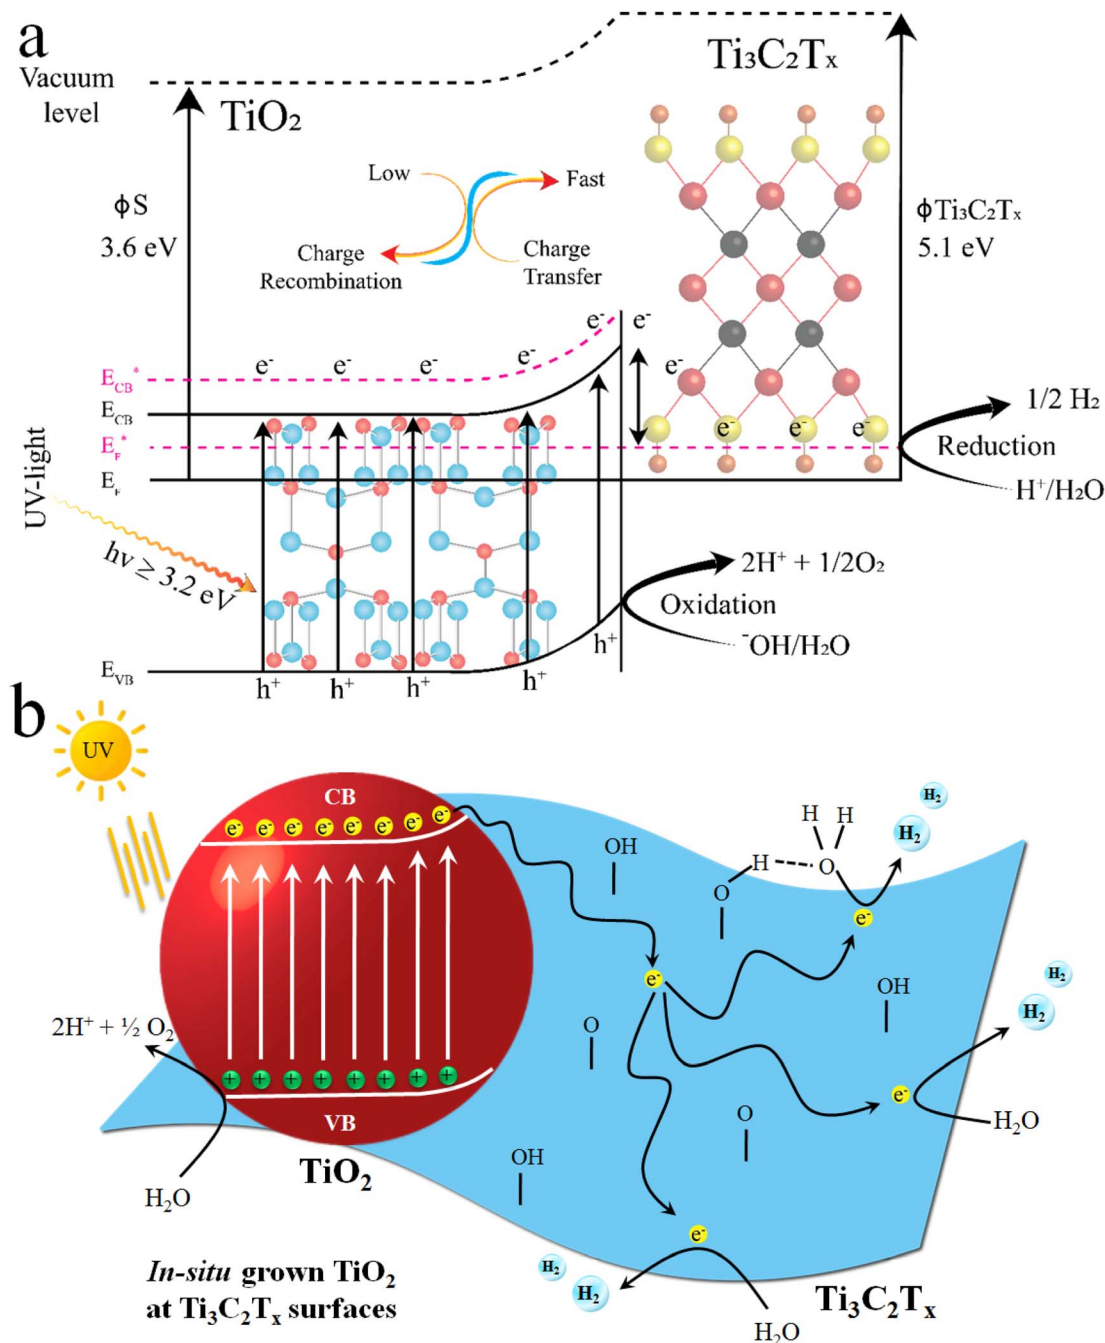 a
Vacuum
level
TiO₂
Ti₃C₂Tₓ
ϕS
3.6 eV
Low
Fast
Charge
Recombination
Charge
Transfer
ϕTi₃C₂Tₓ
5.1 eV
e⁻ e⁻
e⁻ e⁻ e⁻ e⁻ e⁻
E_CB*
E_CB
E_F*
E_F
e⁻ e⁻ e⁻
1/2 H₂
Reduction
H⁺/H₂O
UV-light
hν ≥ 3.2 eV
2H⁺ + 1/2O₂
Oxidation
⁻OH/H₂O
E_VB
h⁺ h⁺ h⁺ h⁺ h⁺
b
UV
CB
e⁻ e⁻ e⁻ e⁻ e⁻ e⁻ e⁻ e⁻
H₂
H₂
H H
OH
H
O
O
e⁻
e⁻
OH
H₂
H₂
2H⁺ + ½ O₂
O
+ + + + + + + +
VB
e⁻
H₂O
O
TiO₂
OH
H₂O
e⁻
H₂
H₂
In-situ grown TiO₂
at Ti₃C₂Tₓ surfaces
Ti₃C₂Tₓ
H₂O